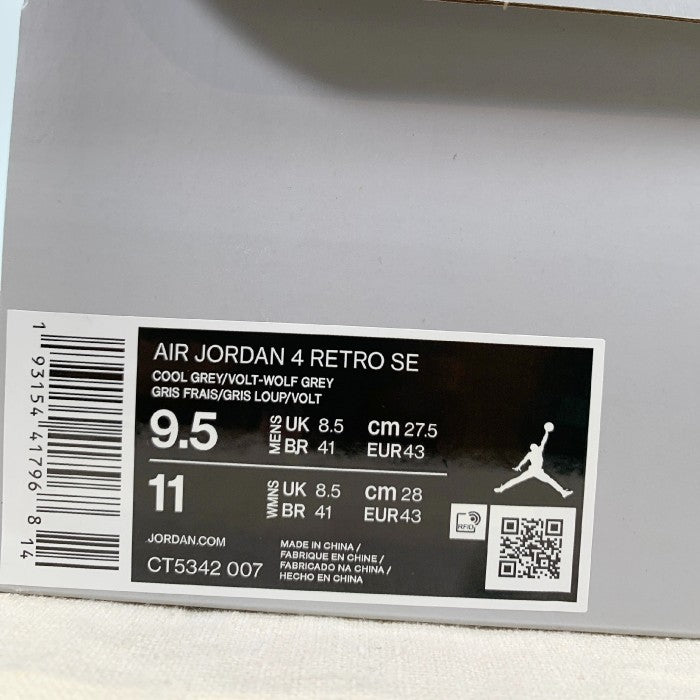 1 93154 41796 8 14
AIR JORDAN 4 RETRO SE
COOL GREY/VOLT-WOLF GREY
GRIS FRAIS/GRIS LOUP/VOLT
9.5 MENS UK 8.5 cm 27.5
BR 41 EUR 43
11 WMNS UK 8.5 cm 28
BR 41 EUR 43
JORDAN.COM
CT5342 007
MADE IN CHINA /
FABRIQUE EN CHINE /
FABRICADO NA CHINA /
HECHO EN CHINA
RFID